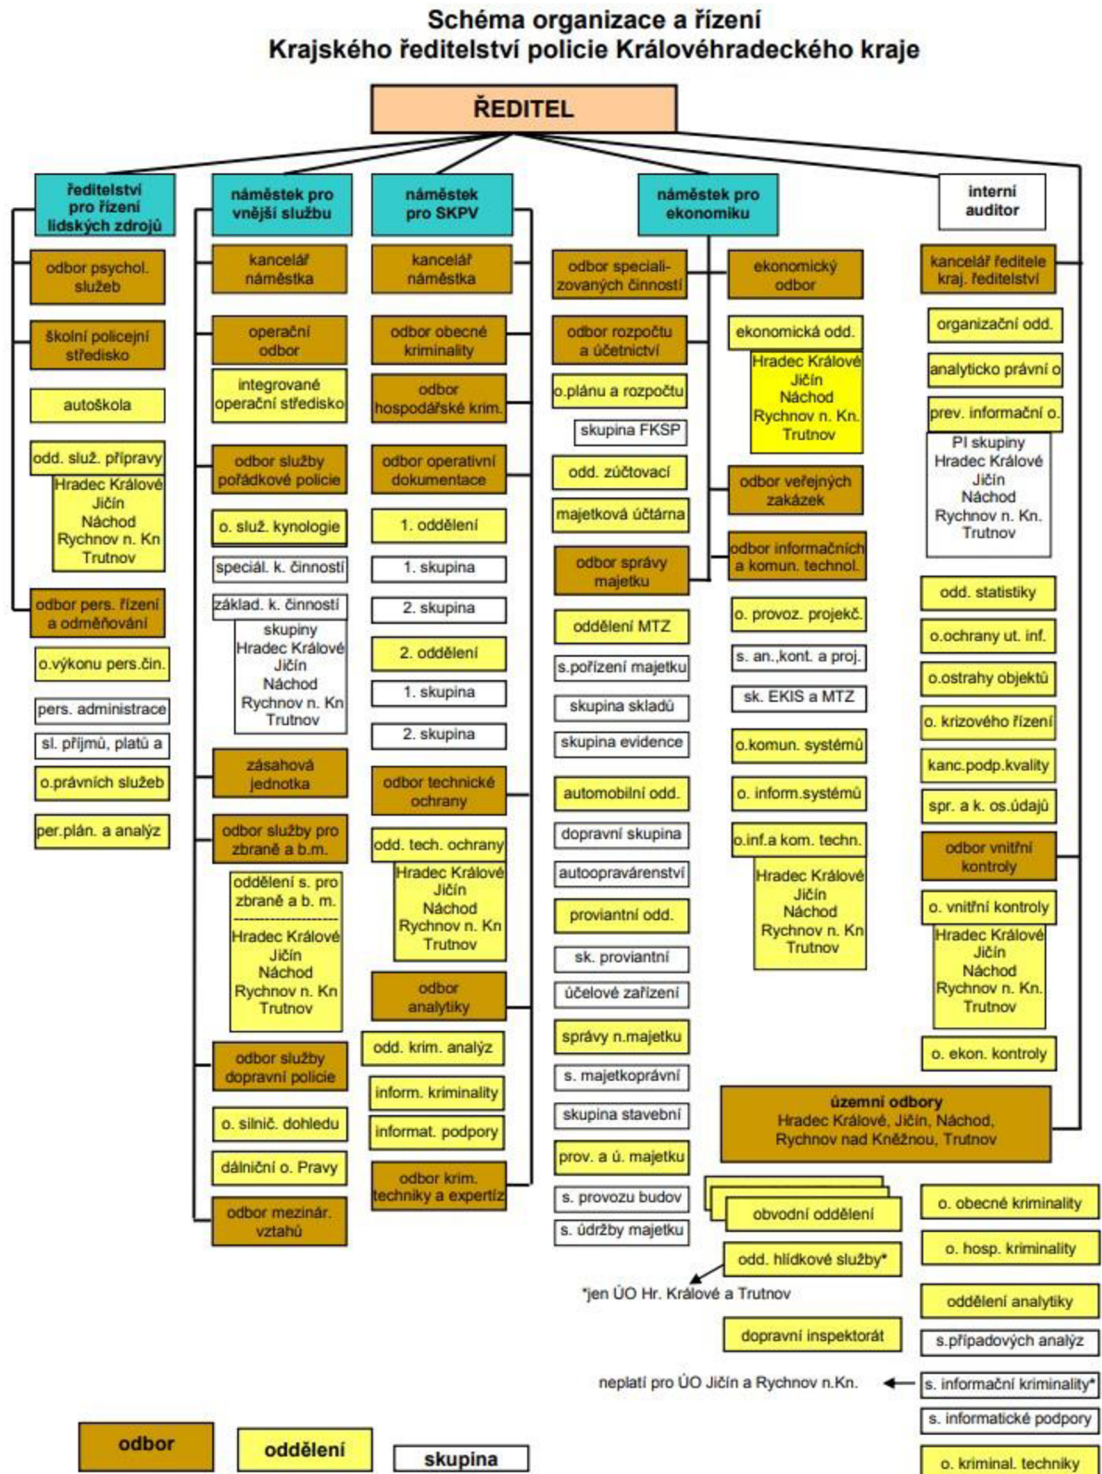 Schéma organizace a řízení
Krajského ředitelství policie Královéhradeckého kraje
ŘEDITEL
ředitelství
pro řízení
lidských zdrojů
odbor psychol.
služeb
školní policejní
středisko
autoškola
odd. služ. přípravy
Hradec Králové
Jičín
Náchod
Rychnov n. Kn
Trutnov
odbor pers. řízení
a odměňování
o.výkonu pers.čin.
pers. administrace
sl. příjmů, platů a
o.právních služeb
per.plán. a analýz
náměstek pro
vnější službu
kancelář
náměstka
operační
odbor
integrované
operační středisko
odbor služby
pořádkové policie
o. služ. kynologie
speciál. k. činností
základ. k. činností
skupiny
Hradec Králové
Jičín
Náchod
Rychnov n. Kn
Trutnov
zásahová
jednotka
odbor služby pro
zbraně a b.m.
oddělení s. pro
zbraně a b. m.
--------------------
Hradec Králové
Jičín
Náchod
Rychnov n. Kn
Trutnov
odbor služby
dopravní policie
o. silnič. dohledu
dálniční o. Pravy
odbor mezinár.
vztahů
náměstek
pro SKPV
kancelář
náměstka
odbor obecné
kriminality
odbor
hospodářské krim.
odbor operativní
dokumentace
1. oddělení
1. skupina
2. skupina
2. oddělení
1. skupina
2. skupina
odbor technické
ochrany
odd. tech. ochrany
Hradec Králové
Jičín
Náchod
Rychnov n. Kn
Trutnov
odbor
analytiky
odd. krim. analýz
inform. kriminality
informat. podpory
odbor krim.
techniky a expertíz
náměstek pro
ekonomiku
odbor speciali-
zovaných činností
odbor rozpočtu
a účetnictví
o.plánu a rozpočtu
skupina FKSP
odd. zúčtovací
majetková účtárna
odbor správy
majetku
oddělení MTZ
s.pořízení majetku
skupina skladů
skupina evidence
automobilní odd.
dopravní skupina
autoopravárenství
proviantní odd.
sk. proviantní
účelové zařízení
správy n.majetku
s. majetkoprávní
skupina stavební
prov. a ú. majetku
s. provozu budov
s. údržby majetku
ekonomický
odbor
ekonomická odd.
Hradec Králové
Jičín
Náchod
Rychnov n. Kn.
Trutnov
odbor veřejných
zakázek
odbor informačních
a komun. technol.
o. provoz. projekč.
s. an.,kont. a proj.
sk. EKIS a MTZ
o.komun. systémů
o. inform.systémů
o.inf.a kom. techn.
Hradec Králové
Jičín
Náchod
Rychnov n. Kn
Trutnov
interní
auditor
kancelář ředitele
kraj. ředitelství
organizační odd.
analyticko právní o
prev. informační o.
PI skupiny
Hradec Králové
Jičín
Náchod
Rychnov n. Kn.
Trutnov
odd. statistiky
o.ochrany ut. inf.
o.ostrahy objektů
o. krizového řízení
kanc.podp.kvality
spr. a k. os.údajů
odbor vnitřní
kontroly
o. vnitřní kontroly
Hradec Králové
Jičín
Náchod
Rychnov n. Kn.
Trutnov
o. ekon. kontroly
územní odbory
Hradec Králové, Jičín, Náchod,
Rychnov nad Kněžnou, Trutnov
obvodní oddělení
odd. hlídkové služby*
*jen ÚO Hr. Králové a Trutnov
dopravní inspektorát
neplatí pro ÚO Jičín a Rychnov n.Kn.
o. obecné kriminality
o. hosp. kriminality
oddělení analytiky
s.případových analýz
s. informační kriminality*
s. informatické podpory
o. kriminal. techniky
odbor
oddělení
skupina